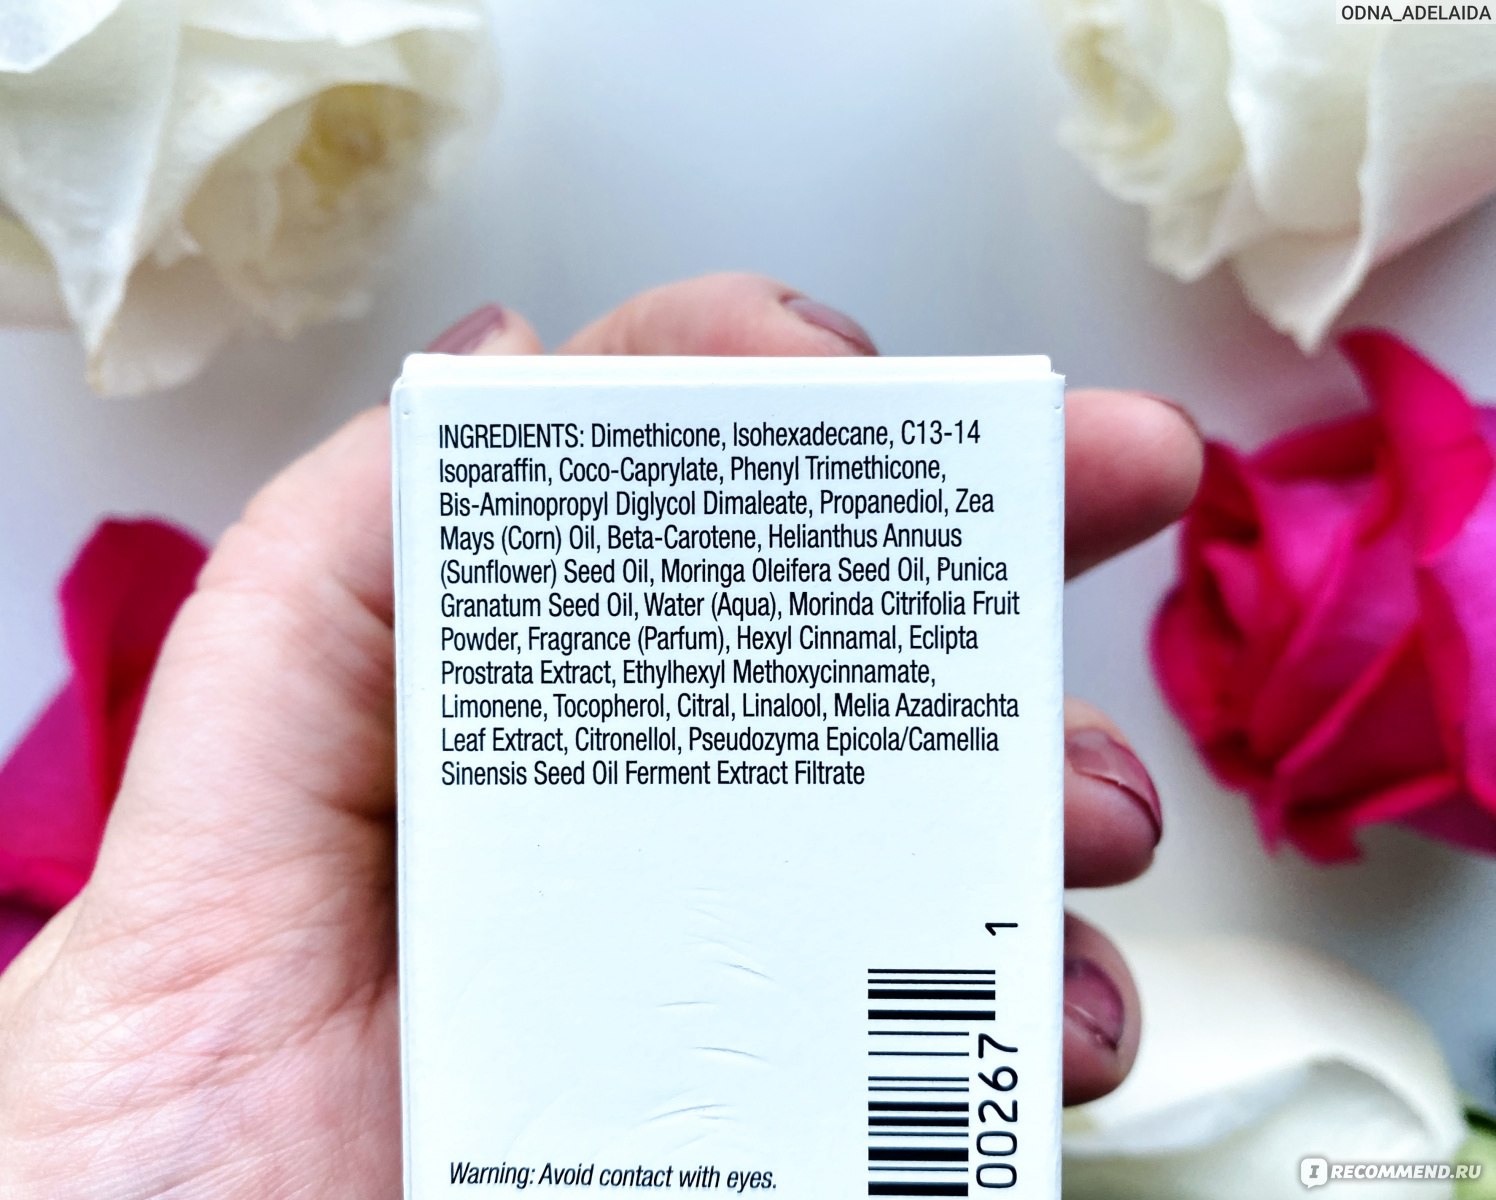 ODNA_ADELAIDA
INGREDIENTS: Dimethicone, Isohexadecane, C13-14
Isoparaffin, Coco-Caprylate, Phenyl Trimethicone,
Bis-Aminopropyl Diglycol Dimaleate, Propanediol, Zea
Mays (Corn) Oil, Beta-Carotene, Helianthus Annuus
(Sunflower) Seed Oil, Moringa Oleifera Seed Oil, Punica
Granatum Seed Oil, Water (Aqua), Morinda Citrifolia Fruit
Powder, Fragrance (Parfum), Hexyl Cinnamal, Eclipta
Prostrata Extract, Ethylhexyl Methoxycinnamate,
Limonene, Tocopherol, Citral, Linalool, Melia Azadirachta
Leaf Extract, Citronellol, Pseudozyma Epicola/Camellia
Sinensis Seed Oil Ferment Extract Filtrate
00267 1
Warning: Avoid contact with eyes.
IRECOMMEND.RU